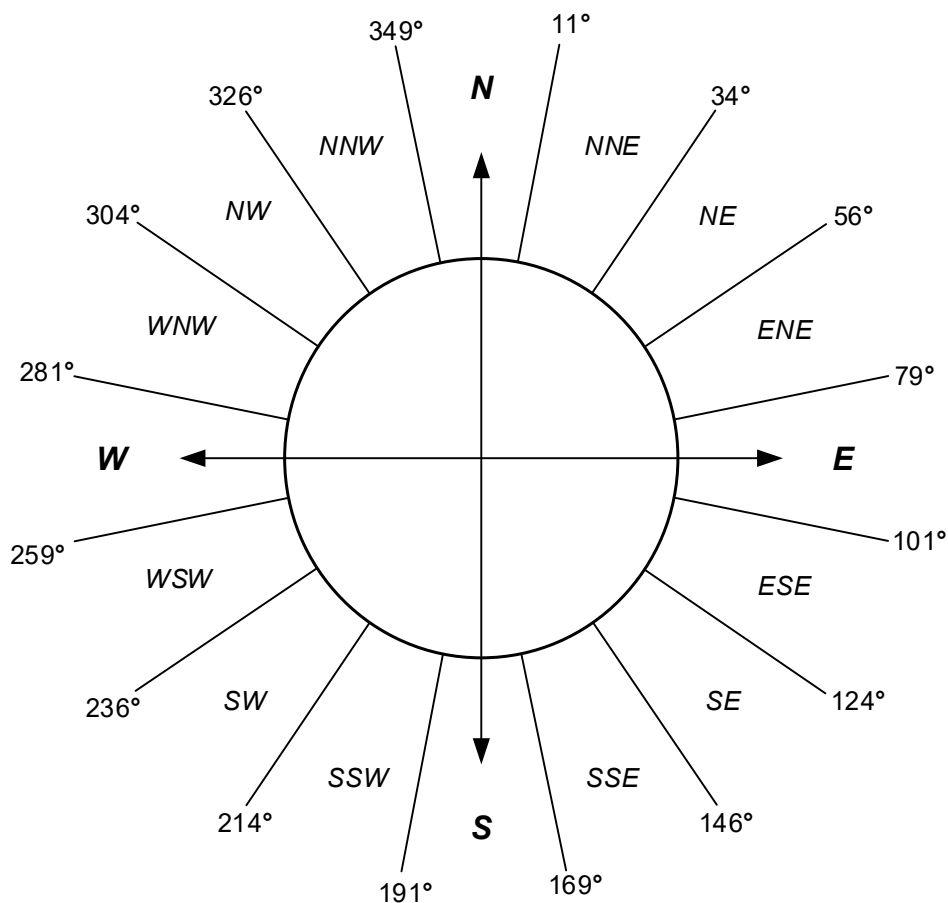 349° 11°
N
326° 34°
NNW NNE
NW NE
304° 56°
WNW ENE
281° 79°
W E
259° 101°
WSW ESE
236° 124°
SW SE
SSW SSE
214° 146°
S
191° 169°